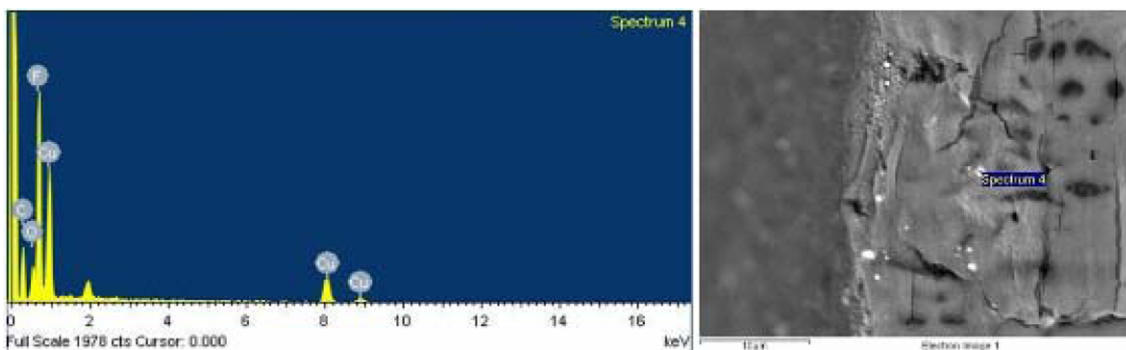 Spectrum 4
F
Cu
C
O
Cu
Cu
0 2 4 6 8 10 12 14 16
Full Scale 1978 cts Cursor: 0.000 keV
Spectrum 4
10µm Electron Image 1